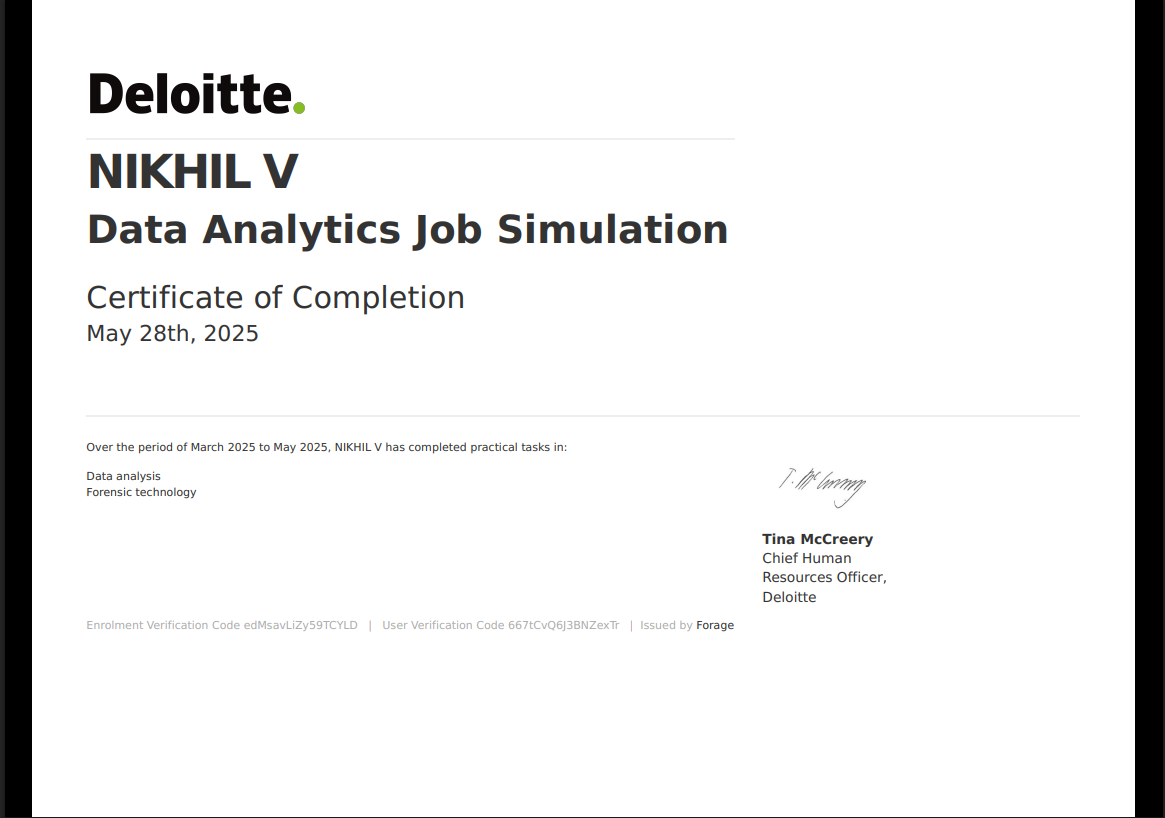 Deloitte.
NIKHIL V
Data Analytics Job Simulation
Certificate of Completion
May 28th, 2025
Over the period of March 2025 to May 2025, NIKHIL V has completed practical tasks in:
Data analysis
Forensic technology
T. McCreery
Tina McCreery
Chief Human
Resources Officer,
Deloitte
Enrolment Verification Code edMsavLiZy59TCYLD | User Verification Code 667tCvQ6J3BNZexTr | Issued by Forage